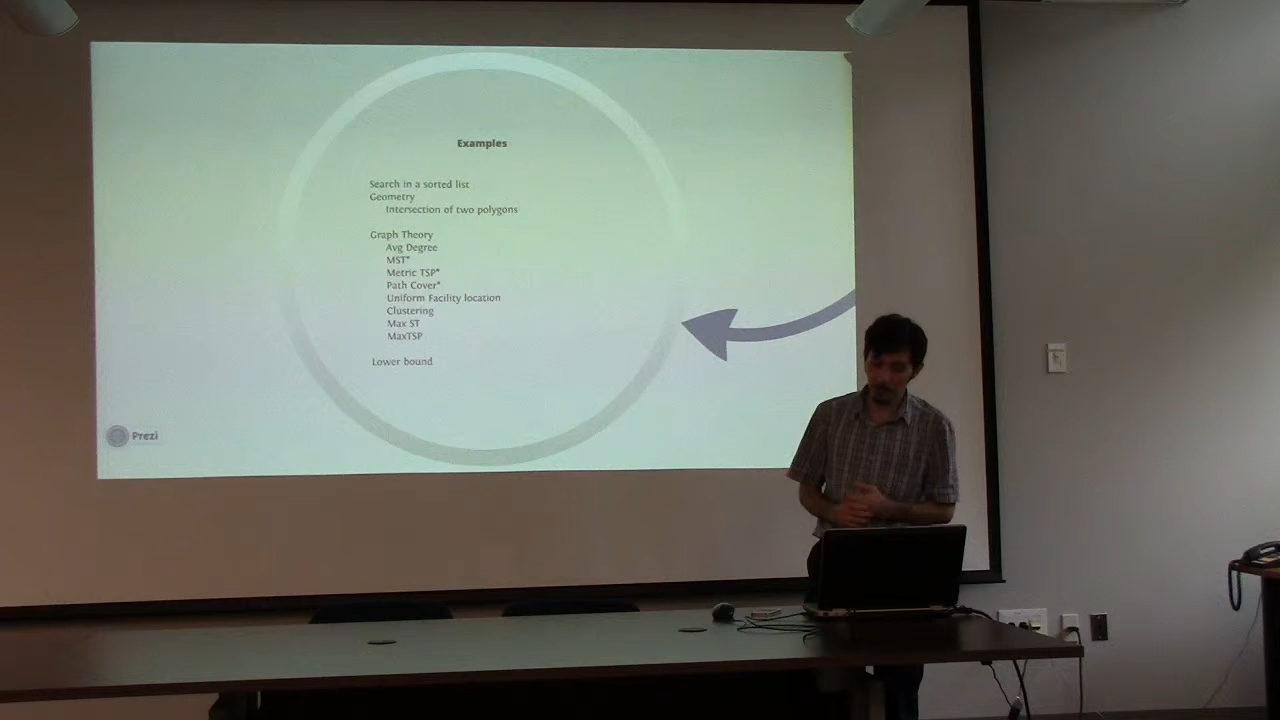 Examples
Search in a sorted list
Geometry
Intersection of two polygons
Graph Theory
Avg Degree
MST*
Metric TSP*
Path Cover*
Uniform Facility location
Clustering
Max ST
MaxTSP
Lower bound
Prezi